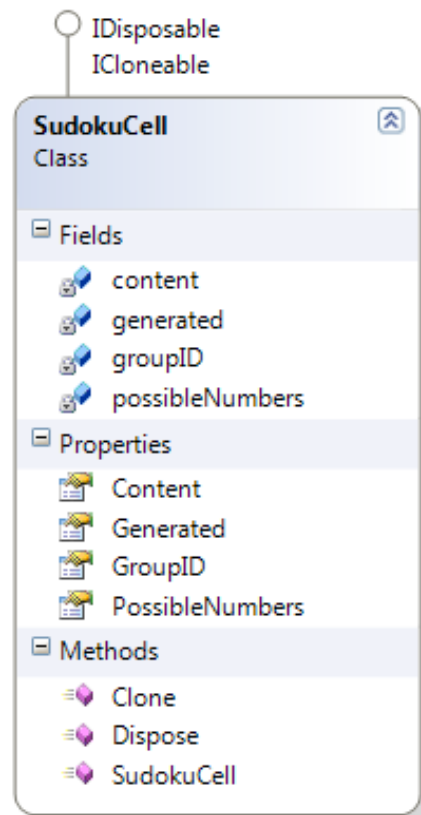 IDisposable
ICloneable
SudokuCell
Class
Fields
content
generated
groupID
possibleNumbers
Properties
Content
Generated
GroupID
PossibleNumbers
Methods
Clone
Dispose
SudokuCell